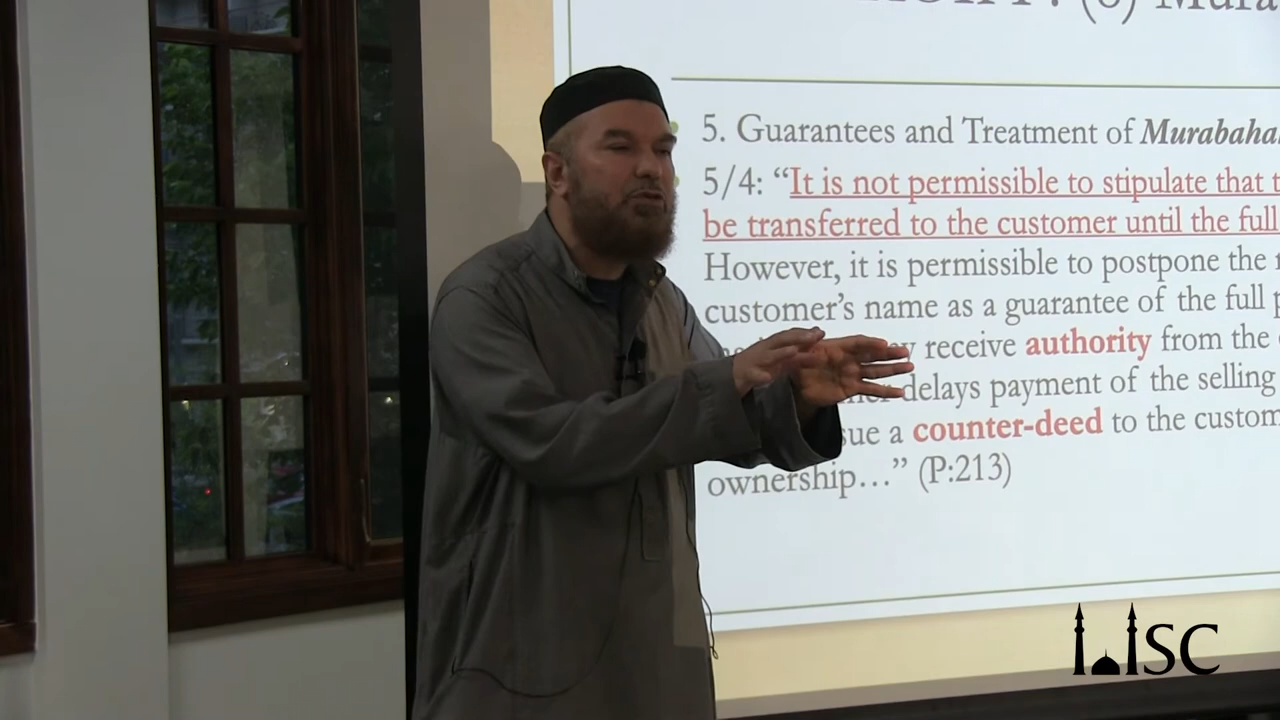 (6)
5. Guarantees and Treatment of Murabaha
5/4: “It is not permissible to stipulate that
be transferred to the customer until the full
However, it is permissible to postpone the
customer’s name as a guarantee of the full
receive authority from the
delays payment of the selling
sue a counter-deed to the custom
ownership…” (P:213)
ISC